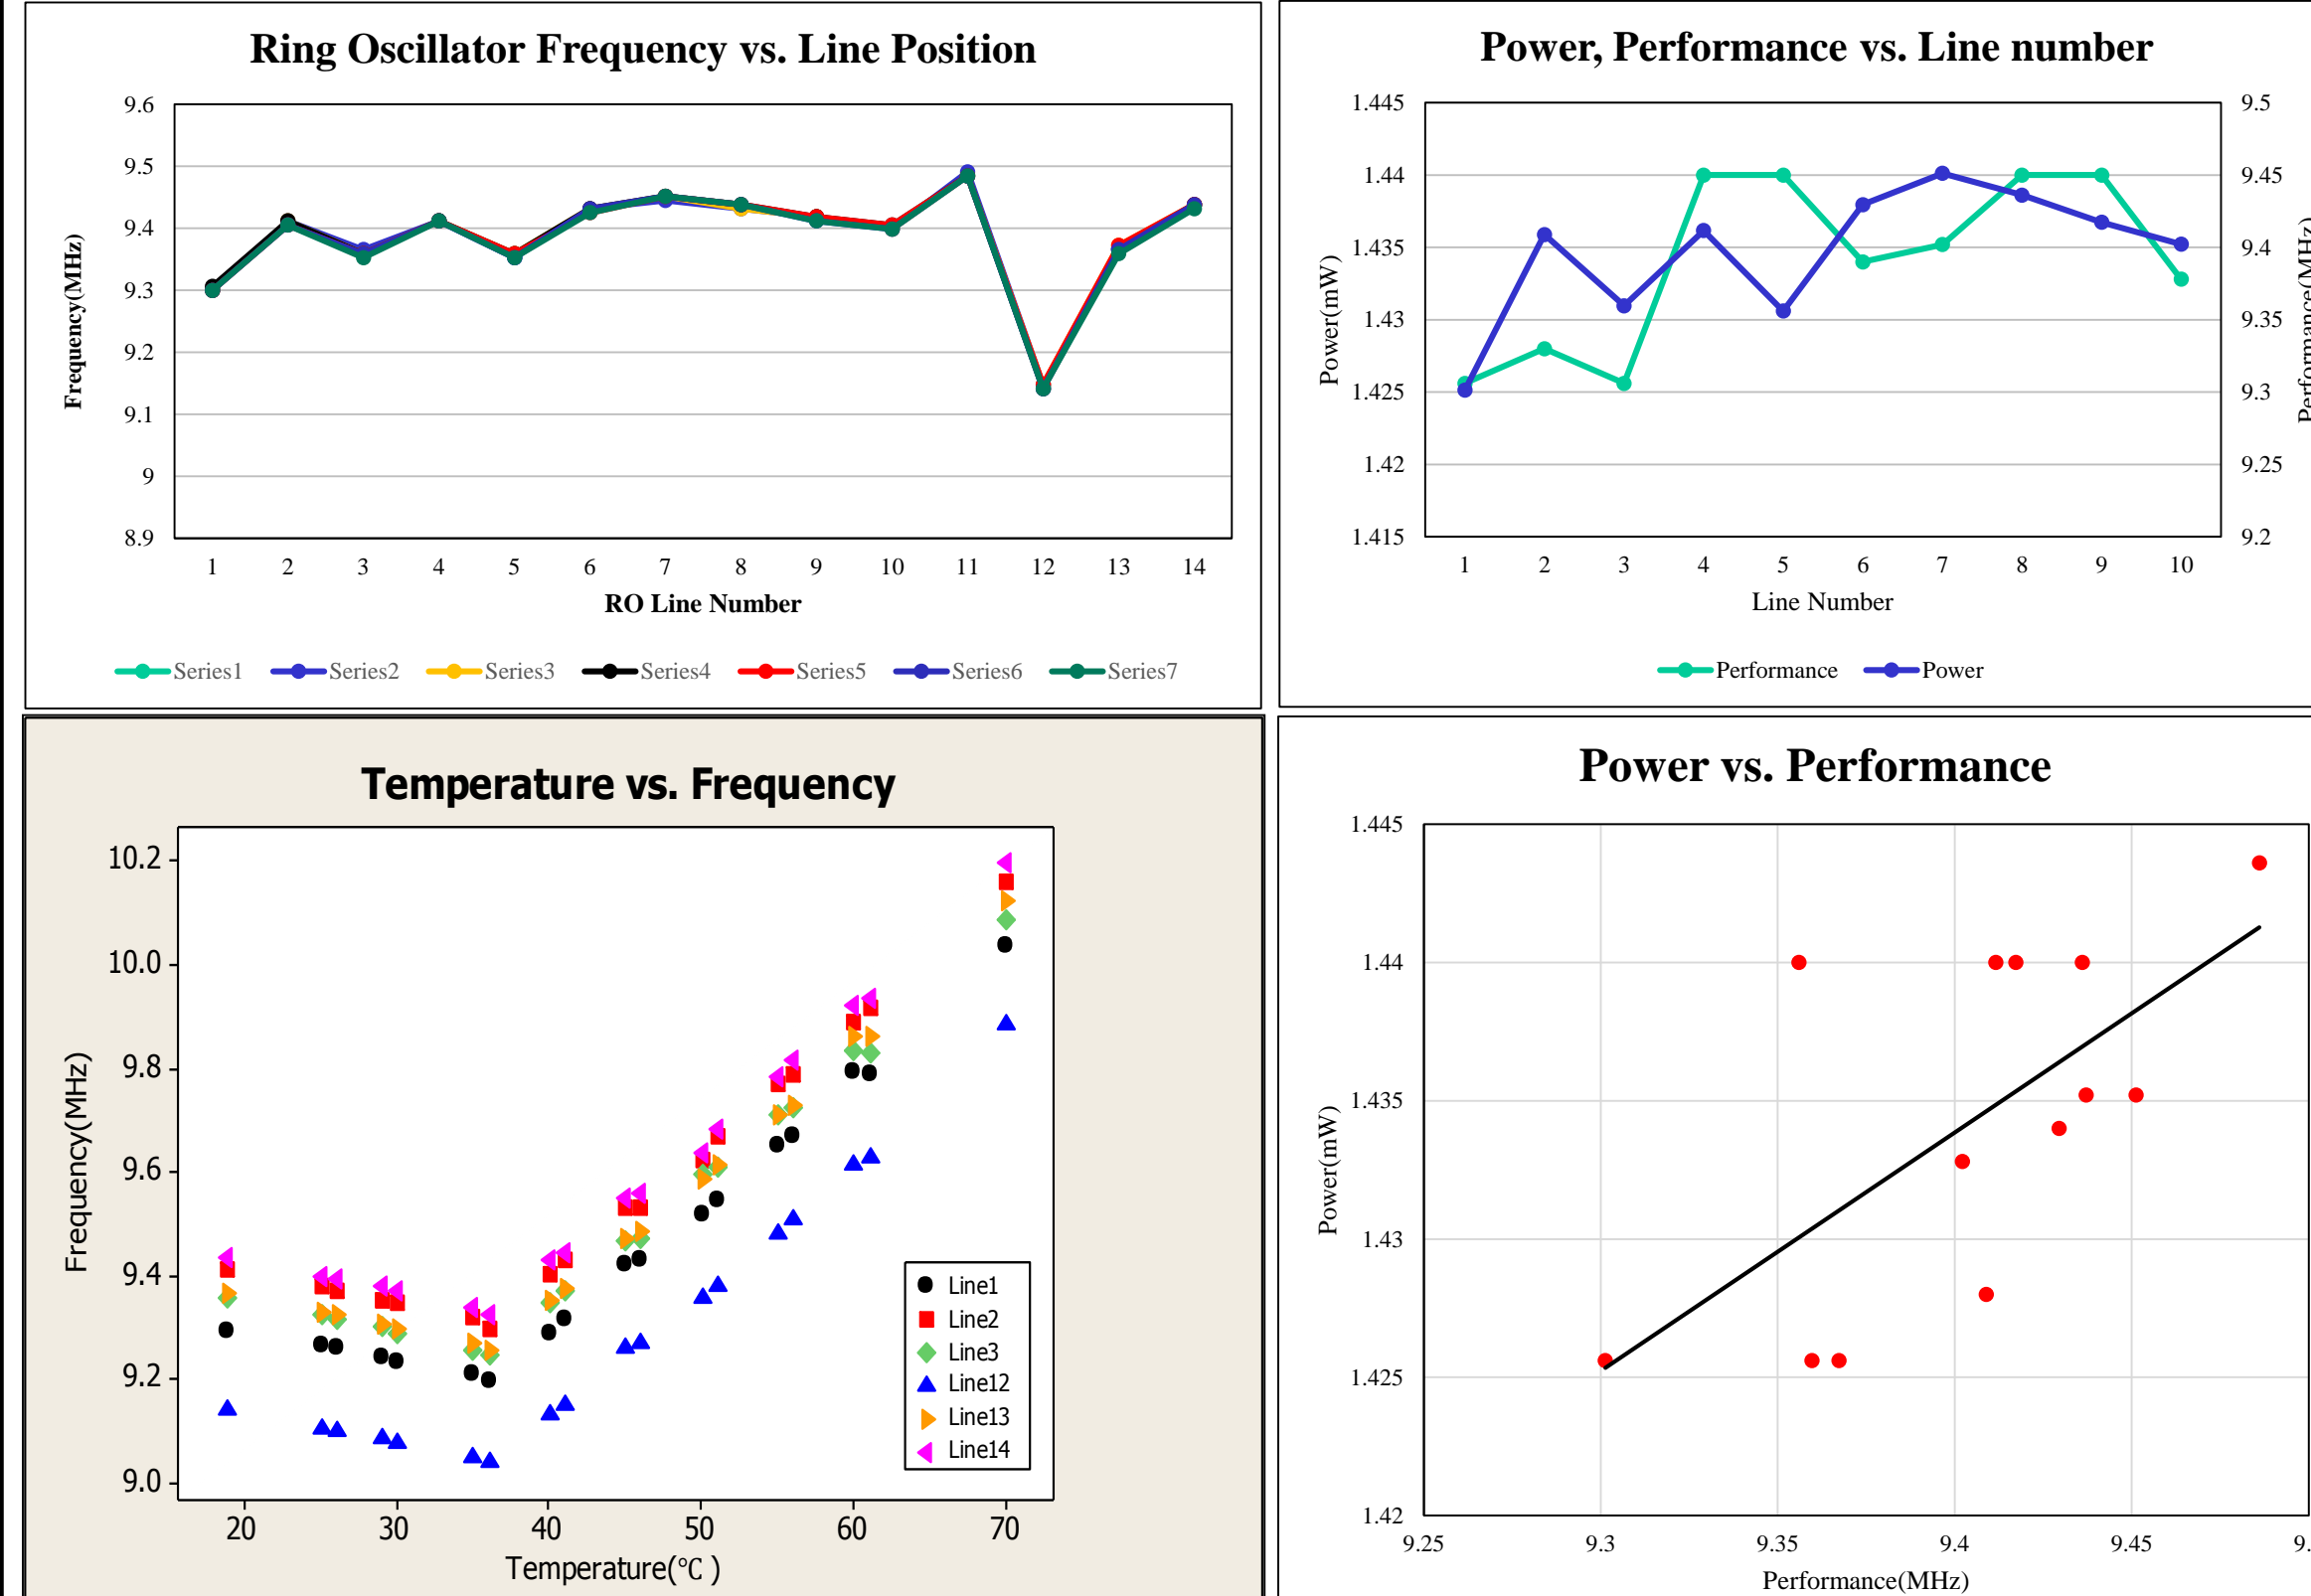 Ring Oscillator Frequency vs. Line Position
9.6
9.5
9.4
9.3
9.2
9.1
9
8.9
Frequency(MHz)
1 2 3 4 5 6 7 8 9 10 11 12 13 14
RO Line Number
Series1 Series2 Series3 Series4 Series5 Series6 Series7
Power, Performance vs. Line number
1.445
1.44
1.435
1.43
1.425
1.42
1.415
Power(mW)
9.5
9.45
9.4
9.35
9.3
9.25
9.2
Performance(MHz)
1 2 3 4 5 6 7 8 9 10
Line Number
Performance Power
Temperature vs. Frequency
10.2
10.0
9.8
9.6
9.4
9.2
9.0
Frequency(MHz)
Line1
Line2
Line3
Line12
Line13
Line14
20 30 40 50 60 70
Temperature(°C )
Power vs. Performance
1.445
1.44
1.435
1.43
1.425
1.42
Power(mW)
9.25 9.3 9.35 9.4 9.45
Performance(MHz)